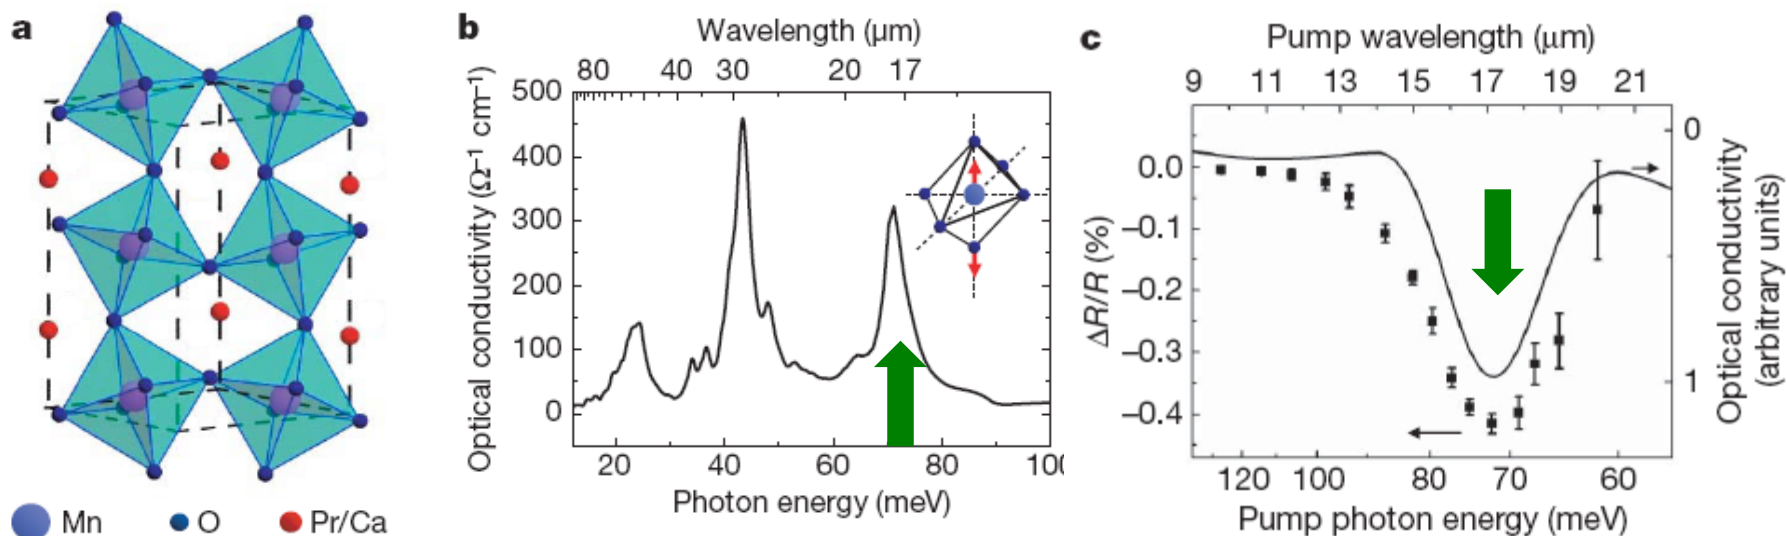 a
Mn O Pr/Ca
b
Wavelength (μm)
80 40 30 20 17
Optical conductivity (Ω⁻¹ cm⁻¹)
500
400
300
200
100
0
20 40 60 80 100
Photon energy (meV)
c
Pump wavelength (μm)
9 11 13 14 15 16 17 18 19 21
ΔR/R (%)
0.0
–0.1
–0.2
–0.3
–0.4
0
1
Optical conductivity
(arbitrary units)
120 100 80 70 60
Pump photon energy (meV)